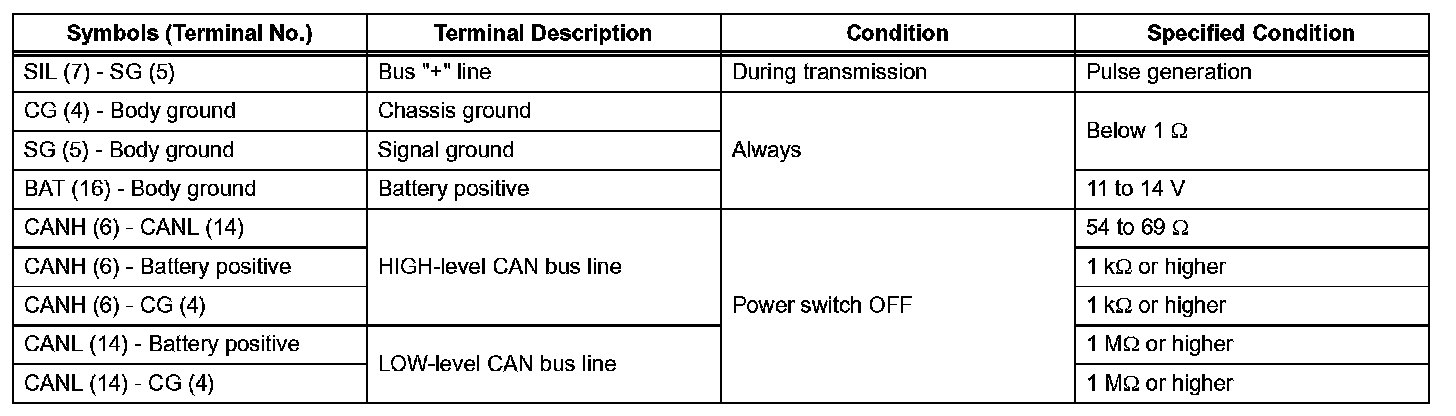 Symbols (Terminal No.) Terminal Description Condition Specified Condition
SIL (7) - SG (5) Bus "+" line During transmission Pulse generation
CG (4) - Body ground Chassis ground
Below 1 Ω
SG (5) - Body ground Signal ground Always
BAT (16) - Body ground Battery positive 11 to 14 V
CANH (6) - CANL (14) 54 to 69 Ω
CANH (6) - Battery positive HIGH-level CAN bus line 1 kΩ or higher
CANH (6) - CG (4) Power switch OFF 1 kΩ or higher
CANL (14) - Battery positive 1 MΩ or higher
LOW-level CAN bus line
CANL (14) - CG (4) 1 MΩ or higher